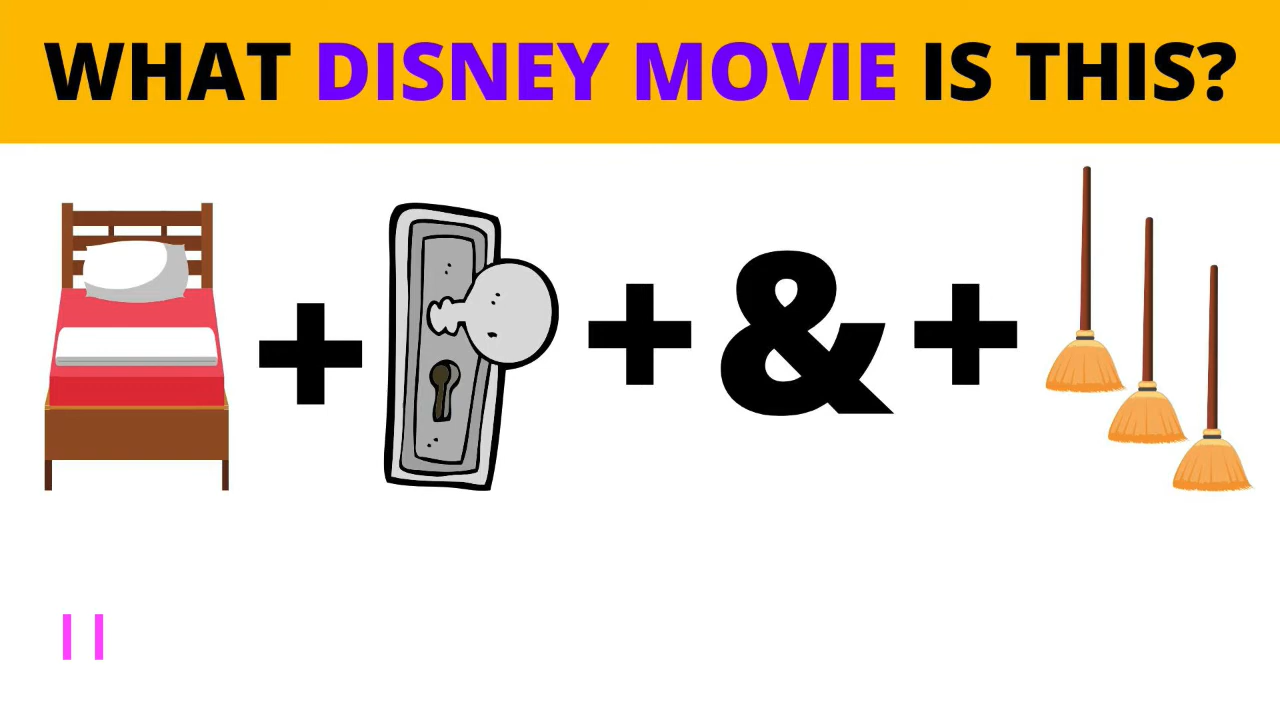 WHAT DISNEY MOVIE IS THIS?
+ + & +